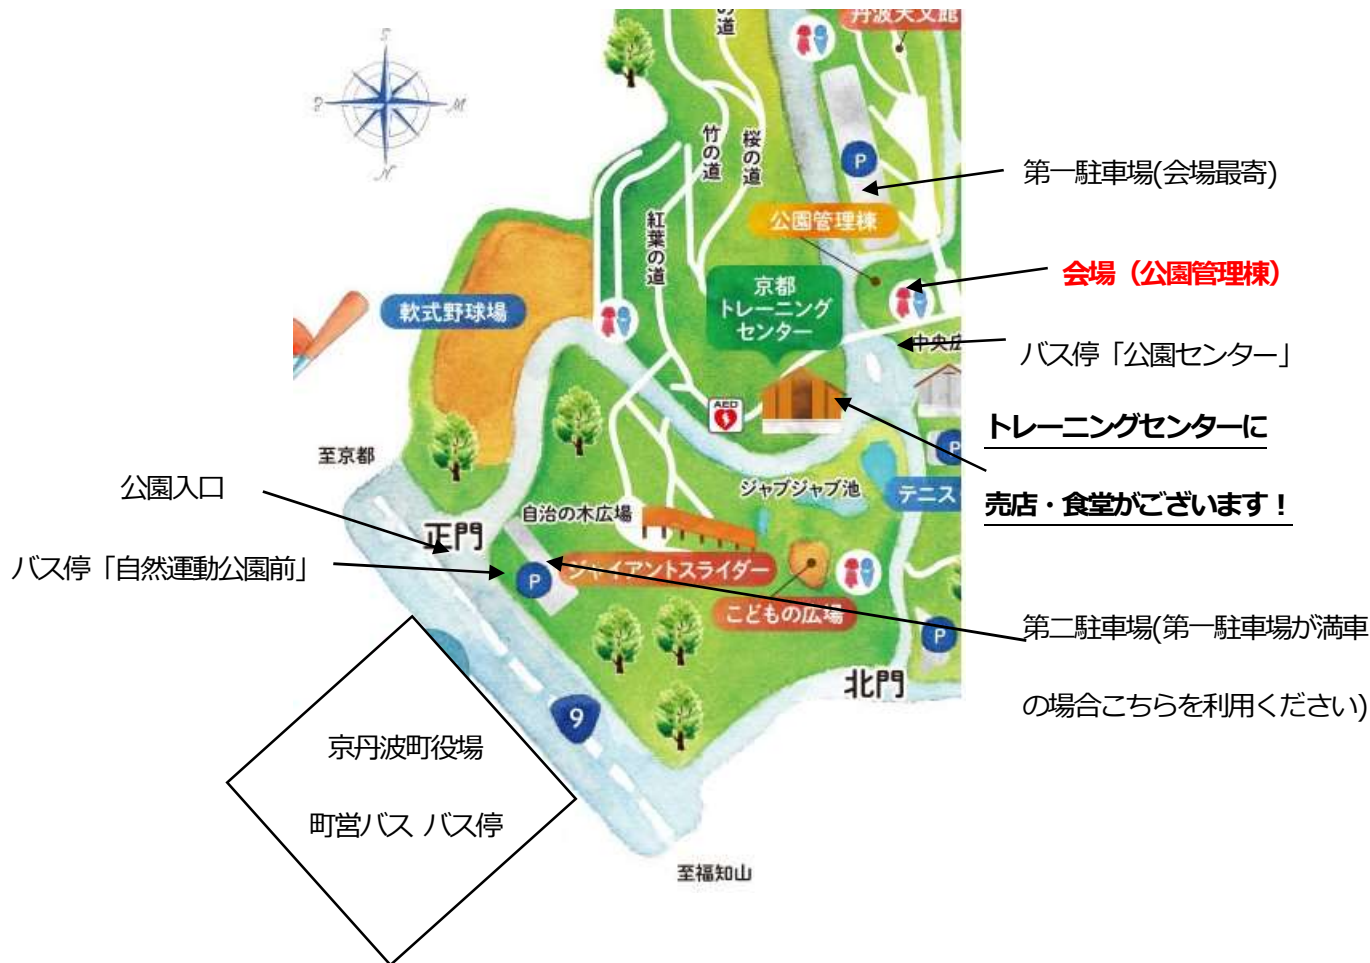 の道
丹波天文館
S
B
M
N
竹の道
桜の道
紅葉の道
P
第一駐車場(会場最寄)
公園管理棟
会場（公園管理棟）
京都
トレーニング
センター
軟式野球場
中央広
バス停「公園センター」
AED
トレーニングセンターに
売店・食堂がございます！
至京都
公園入口
正門
バス停「自然運動公園前」
自治の木広場
ジャブジャブ池
P
テニス
P
ジャイアントスライダー
こどもの広場
P
第二駐車場(第一駐車場が満車
の場合こちらを利用ください)
北門
9
京丹波町役場
町営バス バス停
至福知山